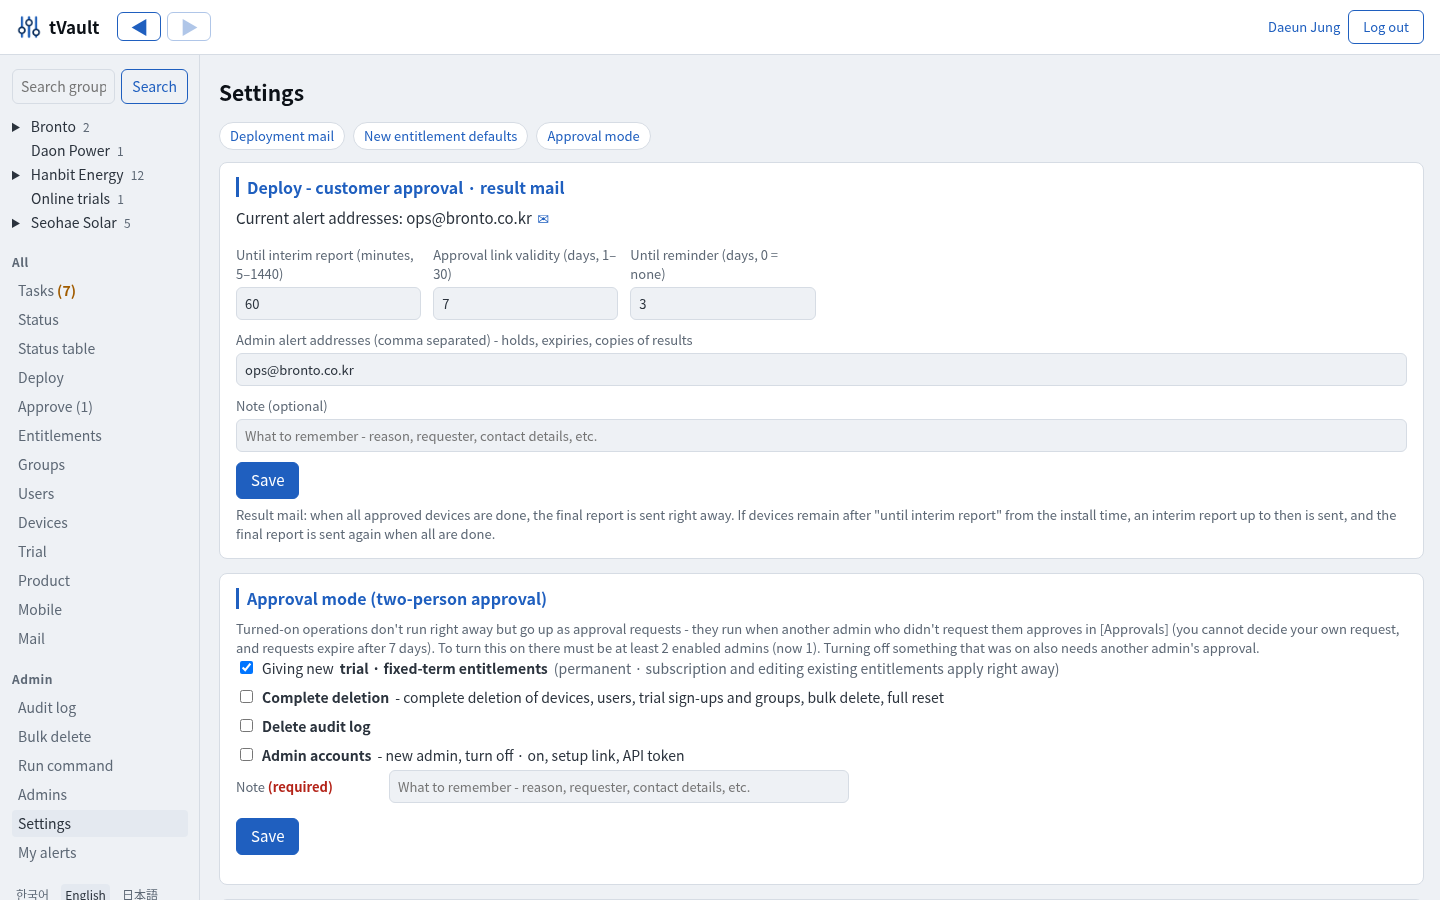 tVault
◀ ▶
Daeun Jung
Log out
Search group
Search
▶ Bronto 2
Daon Power 1
▶ Hanbit Energy 12
Online trials 1
▶ Seohae Solar 5
All
Tasks (7)
Status
Status table
Deploy
Approve (1)
Entitlements
Groups
Users
Devices
Trial
Product
Mobile
Mail
Admin
Audit log
Bulk delete
Run command
Admins
Settings
My alerts
한국어 English 日本語
Settings
Deployment mail
New entitlement defaults
Approval mode
Deploy - customer approval · result mail
Current alert addresses: ops@bronto.co.kr ✉
Until interim report (minutes, 5–1440)
60
Approval link validity (days, 1–30)
7
Until reminder (days, 0 = none)
3
Admin alert addresses (comma separated) - holds, expiries, copies of results
ops@bronto.co.kr
Note (optional)
What to remember - reason, requester, contact details, etc.
Save
Result mail: when all approved devices are done, the final report is sent right away. If devices remain after "until interim report" from the install time, an interim report up to then is sent, and the
final report is sent again when all are done.
Approval mode (two-person approval)
Turned-on operations don't run right away but go up as approval requests - they run when another admin who didn't request them approves in [Approvals] (you cannot decide your own request,
and requests expire after 7 days). To turn this on there must be at least 2 enabled admins (now 1). Turning off something that was on also needs another admin's approval.
Giving new trial · fixed-term entitlements (permanent · subscription and editing existing entitlements apply right away)
Complete deletion - complete deletion of devices, users, trial sign-ups and groups, bulk delete, full reset
Delete audit log
Admin accounts - new admin, turn off · on, setup link, API token
Note (required)
What to remember - reason, requester, contact details, etc.
Save